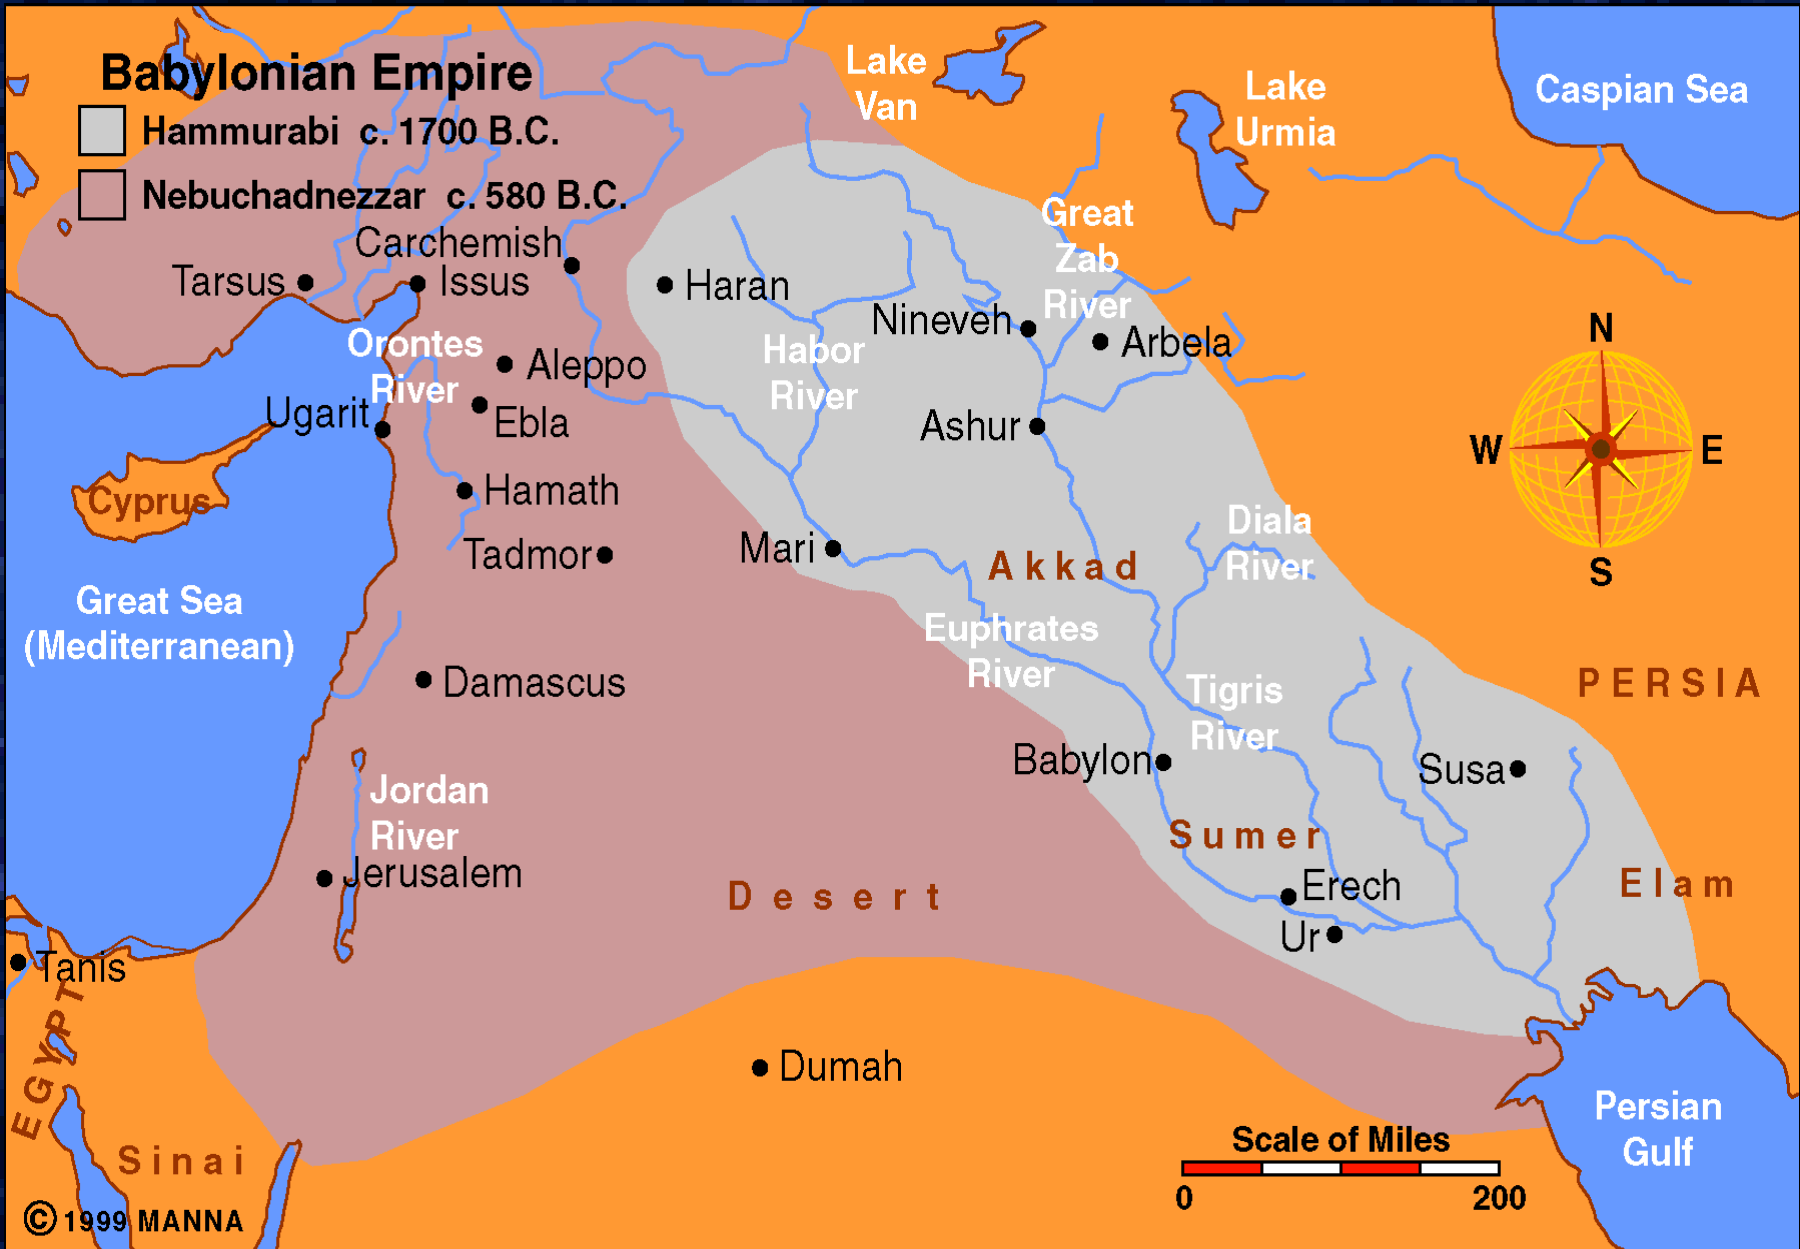 Babylonian Empire
Hammurabi c. 1700 B.C.
Nebuchadnezzar c. 580 B.C.
Lake
Van
Lake
Urmia
Caspian Sea
Carchemish
Tarsus
Issus
Haran
Great
Zab
River
Nineveh
Arbela
Orontes
River
Aleppo
Habor
River
Ugarit
Ebla
Ashur
N
W
E
S
Cyprus
Hamath
Tadmor
Mari
Akkad
Diala
River
Great Sea
(Mediterranean)
Euphrates
River
Damascus
Tigris
River
PERSIA
Babylon
Susa
Jordan
River
Sumer
Jerusalem
Desert
Erech
Elam
Ur
Tanis
EGYPT
Dumah
Persian
Gulf
Sinai
Scale of Miles
0 200
© 1999 MANNA